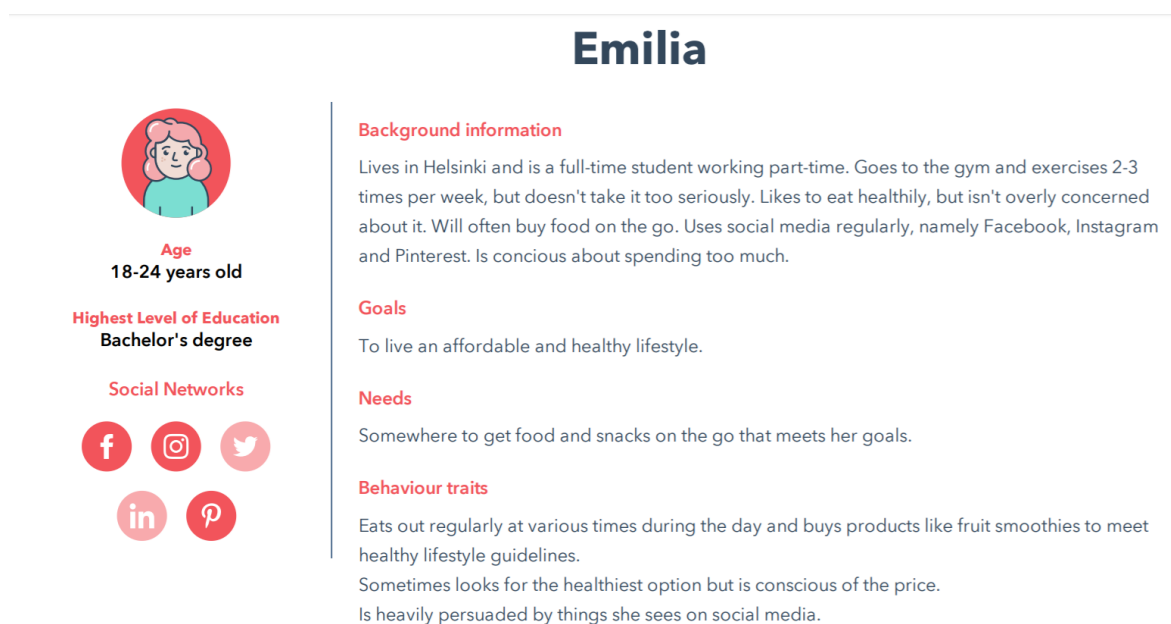 Emilia
Age
18-24 years old
Highest Level of Education
Bachelor's degree
Social Networks
Background information
Lives in Helsinki and is a full-time student working part-time. Goes to the gym and exercises 2-3
times per week, but doesn't take it too seriously. Likes to eat healthily, but isn't overly concerned
about it. Will often buy food on the go. Uses social media regularly, namely Facebook, Instagram
and Pinterest. Is concious about spending too much.
Goals
To live an affordable and healthy lifestyle.
Needs
Somewhere to get food and snacks on the go that meets her goals.
Behaviour traits
Eats out regularly at various times during the day and buys products like fruit smoothies to meet
healthy lifestyle guidelines.
Sometimes looks for the healthiest option but is conscious of the price.
Is heavily persuaded by things she sees on social media.